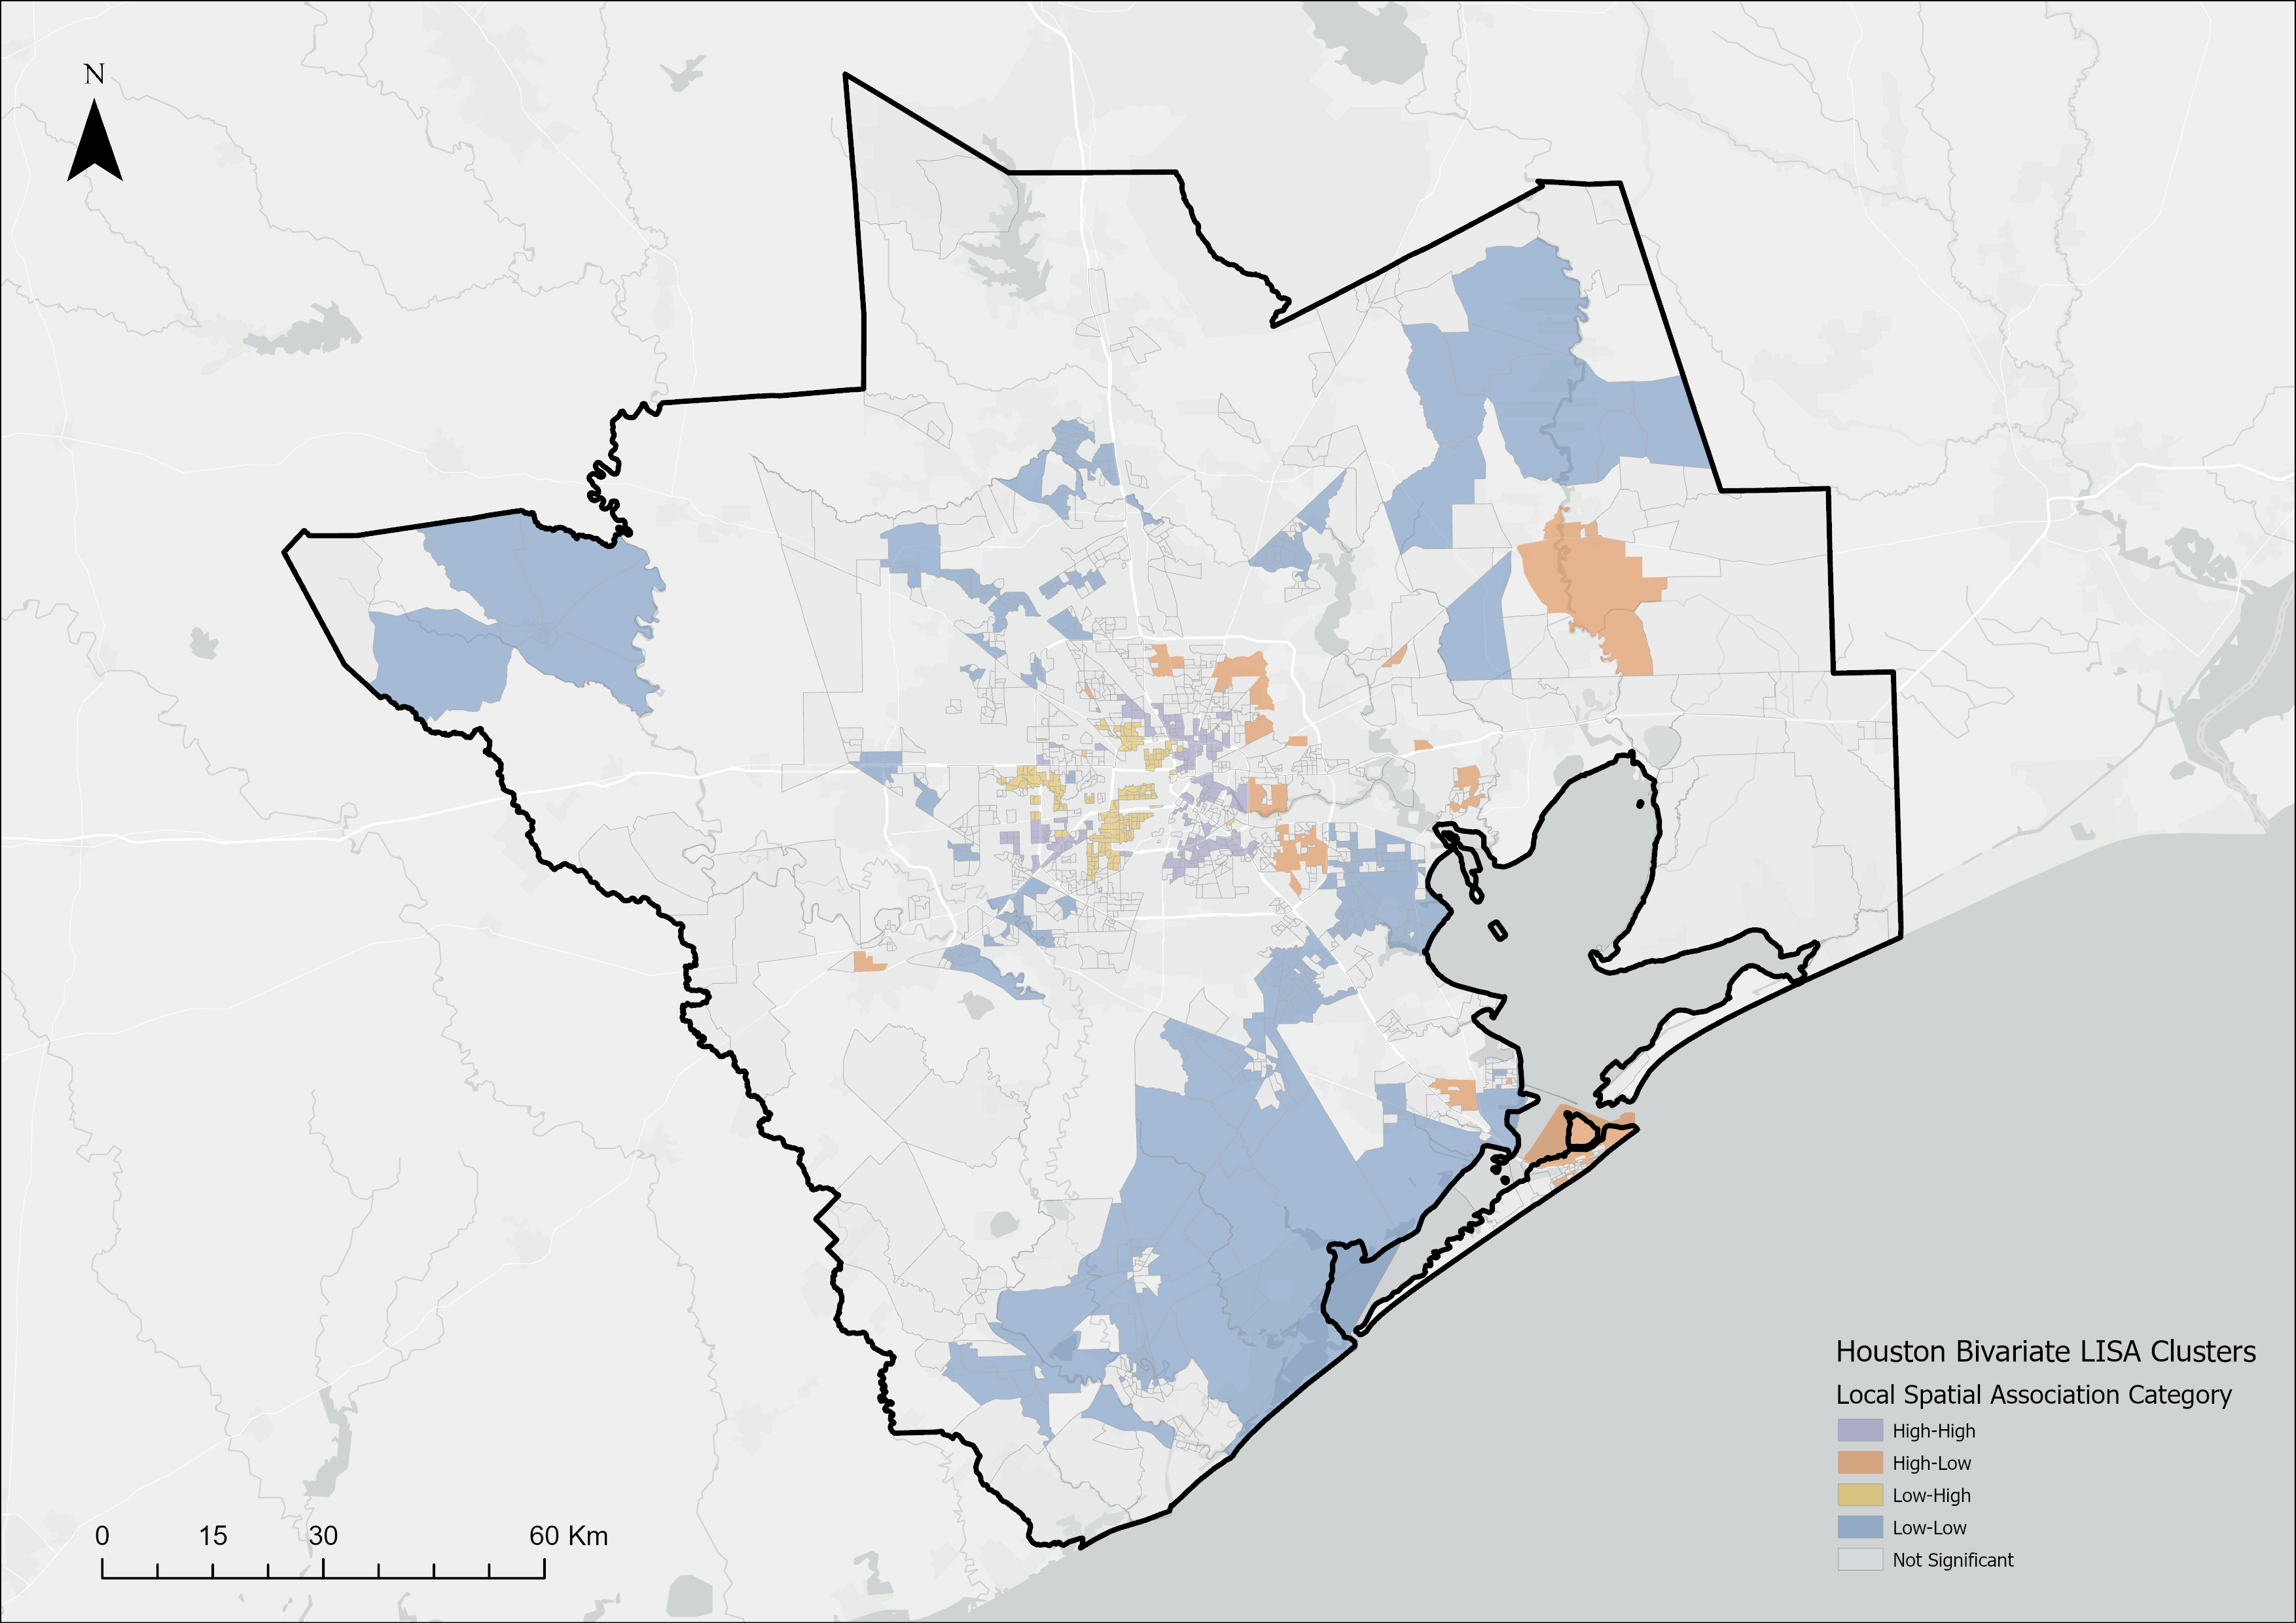 N
Houston Bivariate LISA Clusters
Local Spatial Association Category
High-High
High-Low
Low-High
Low-Low
Not Significant
0 15 30 60 Km